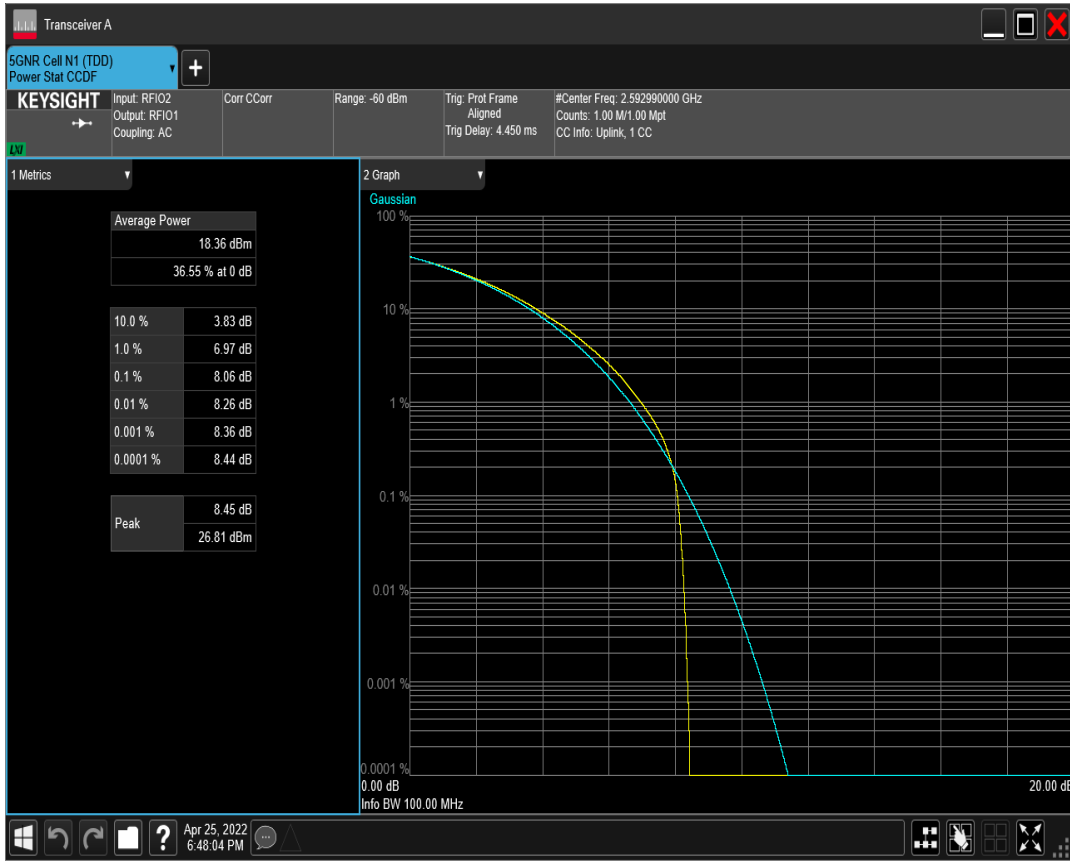 Transceiver A
5GNR Cell N1 (TDD)
Power Stat CCDF
+
KEYSIGHT
LXI
Input: RFIO2
Output: RFIO1
Coupling: AC
Corr CCorr
Range: -60 dBm
Trig: Prot Frame
Aligned
Trig Delay: 4.450 ms
#Center Freq: 2.592990000 GHz
Counts: 1.00 M/1.00 Mpt
CC Info: Uplink, 1 CC
1 Metrics
Average Power
18.36 dBm
36.55 % at 0 dB
10.0 % 3.83 dB
1.0 % 6.97 dB
0.1 % 8.06 dB
0.01 % 8.26 dB
0.001 % 8.36 dB
0.0001 % 8.44 dB
Peak 8.45 dB
26.81 dBm
2 Graph
Gaussian
100 %
10 %
1 %
0.1 %
0.01 %
0.001 %
0.0001 %
0.00 dB 20.00 dB
Info BW 100.00 MHz
?
Apr 25, 2022
6:48:04 PM